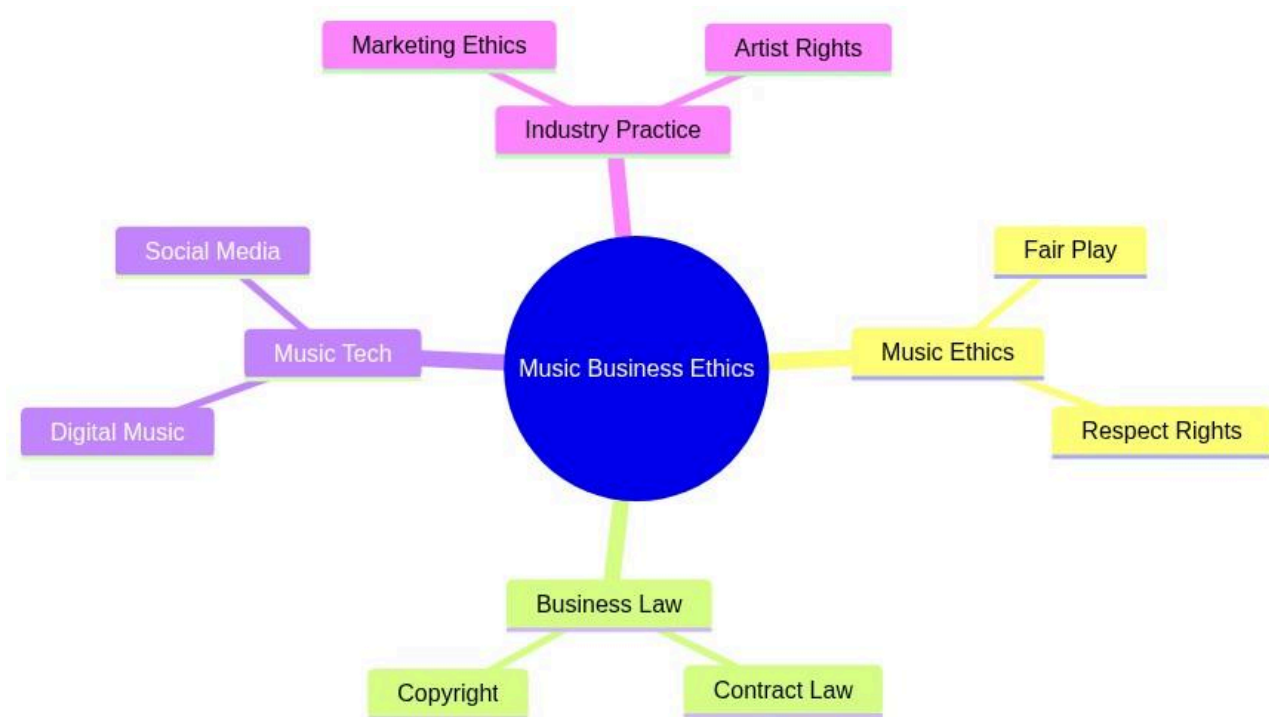 Marketing Ethics
Artist Rights
Industry Practice
Social Media
Fair Play
Music Tech
Music Business Ethics
Music Ethics
Digital Music
Respect Rights
Business Law
Copyright
Contract Law